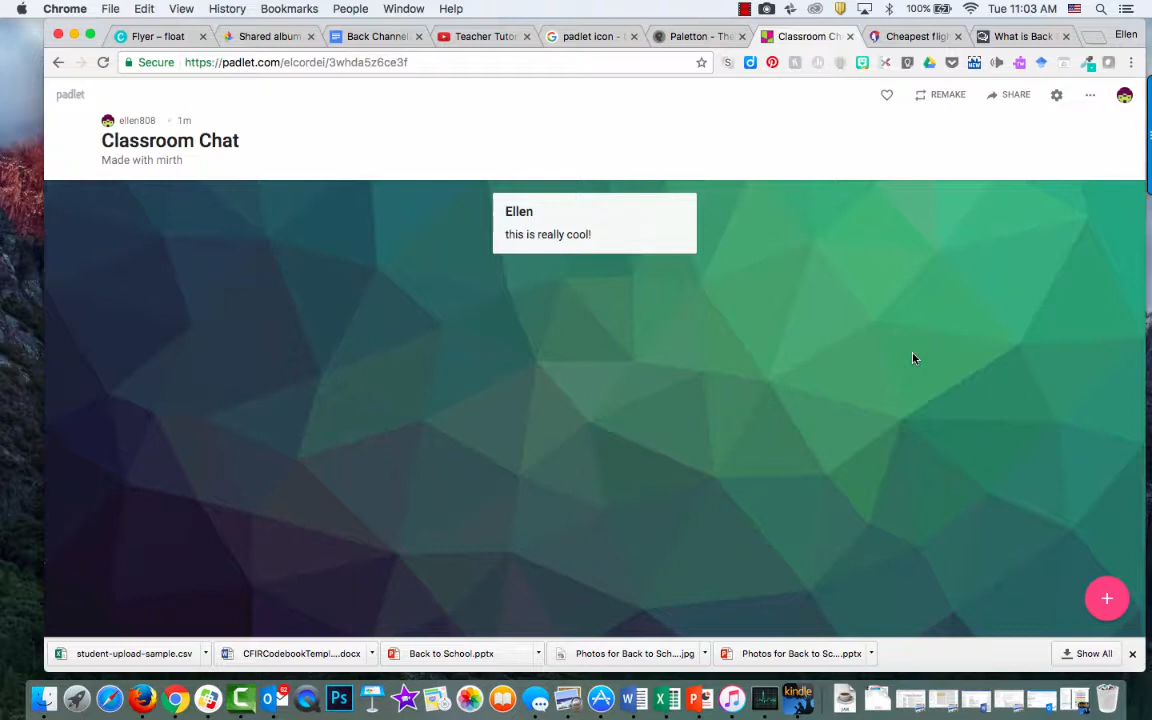 Chrome File Edit View History Bookmarks People Window Help 100% Tue 11:03 AM
Flyer – float Shared album Back Channel Teacher Tutor padlet icon - Paletton - The Classroom Ch Cheapest fligh What is Back Ellen
Secure https://padlet.com/elcordel/3whda5z6ce3f
padlet REMAKE SHARE
ellen808 • 1m
Classroom Chat
Made with mirth
Ellen
this is really cool!
+
student-upload-sample.csv CFIRCodebookTempl....docx Back to School.pptx Photos for Back to Sch....jpg Photos for Back to Sc....pptx Show All
52 Ps kindle